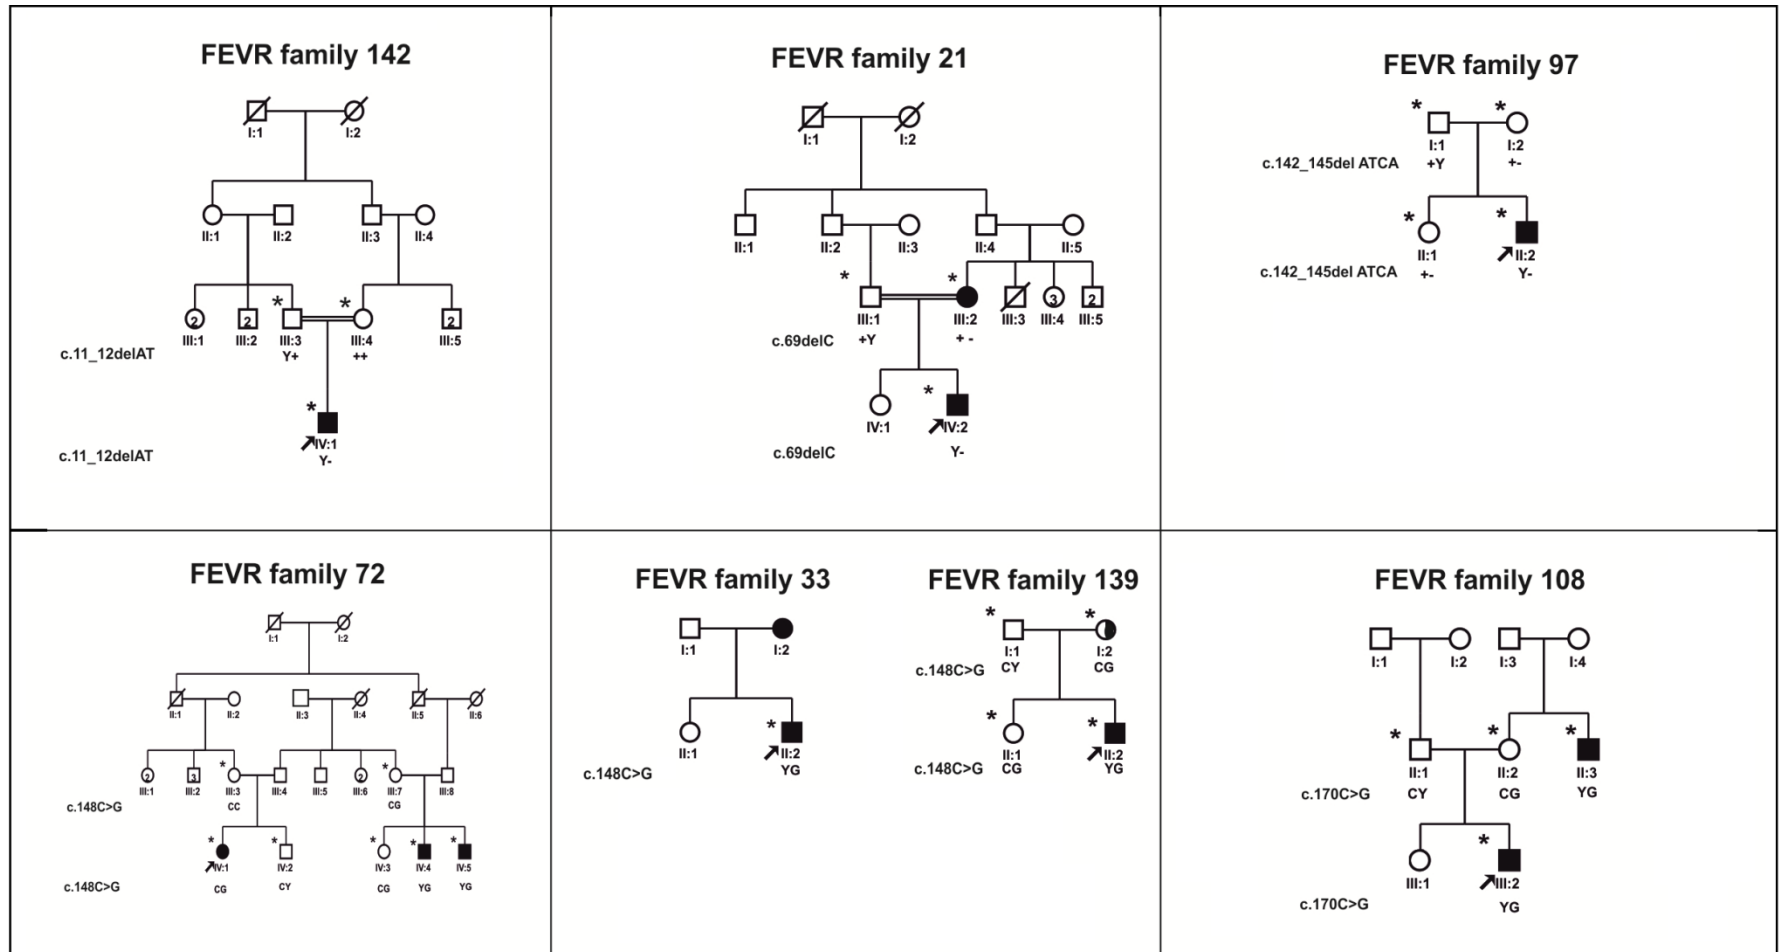 FEVR family 142
I:1 I:2
II:1 II:2 II:3 II:4
* *
2 2 2
III:1 III:2 III:3 III:4 III:5
c.11_12delAT Y+ ++
*
IV:1
c.11_12delAT Y-
FEVR family 21
I:1 I:2
II:1 II:2 II:3 II:4 II:5
* *
3 2
III:1 III:2 III:3 III:4 III:5
c.69delC +Y + -
*
IV:1 IV:2
c.69delC Y-
FEVR family 97
* *
I:1 I:2
c.142_145del ATCA +Y +-
* *
II:1 II:2
c.142_145del ATCA +- Y-
FEVR family 72
I:1 I:2
II:1 II:2 II:3 II:4 II:5 II:6
* *
2 3 2
III:1 III:2 III:3 III:4 III:5 III:6 III:7 III:8
c.148C>G CC CG
* * * * *
IV:1 IV:2 IV:3 IV:4 IV:5
c.148C>G CG CY CG YG YG
FEVR family 33
I:1 I:2
*
II:1 II:2
c.148C>G YG
FEVR family 139
* *
I:1 I:2
c.148C>G CY CG
* *
II:1 II:2
c.148C>G CG YG
FEVR family 108
I:1 I:2 I:3 I:4
* * *
II:1 II:2 II:3
c.170C>G CY CG YG
*
III:1 III:2
c.170C>G YG